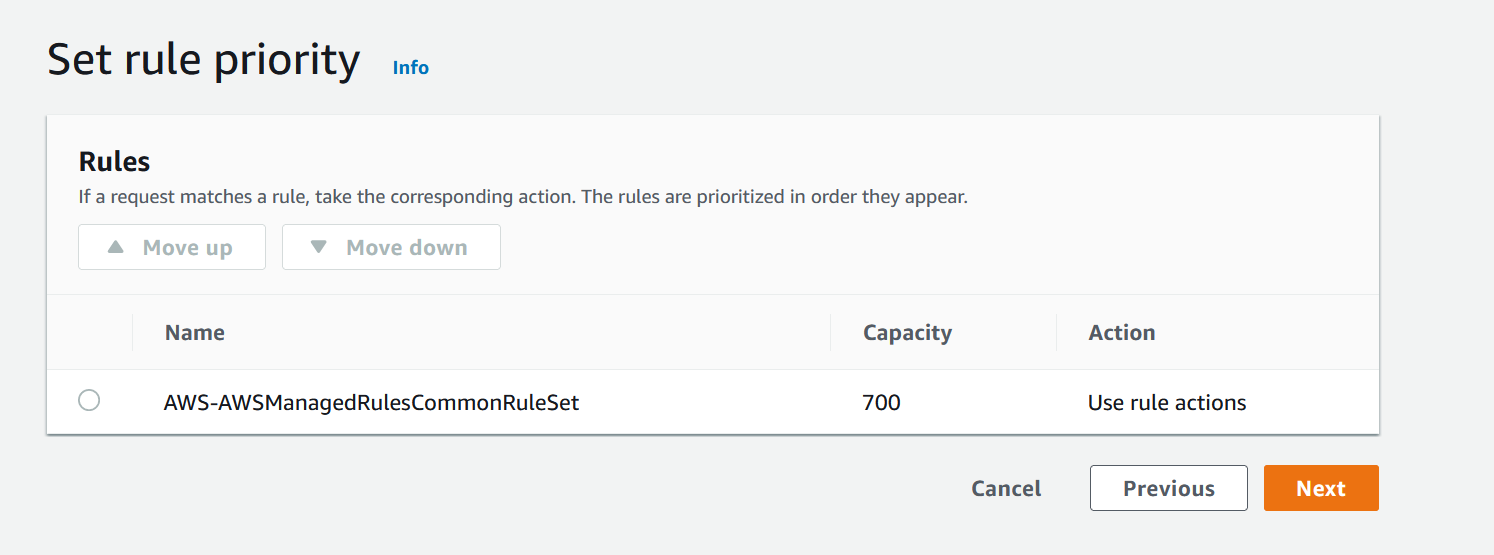 Set rule priority Info
Rules
If a request matches a rule, take the corresponding action. The rules are prioritized in order they appear.
Move up Move down
Name Capacity Action
AWS-AWSManagedRulesCommonRuleSet 700 Use rule actions
Cancel Previous Next